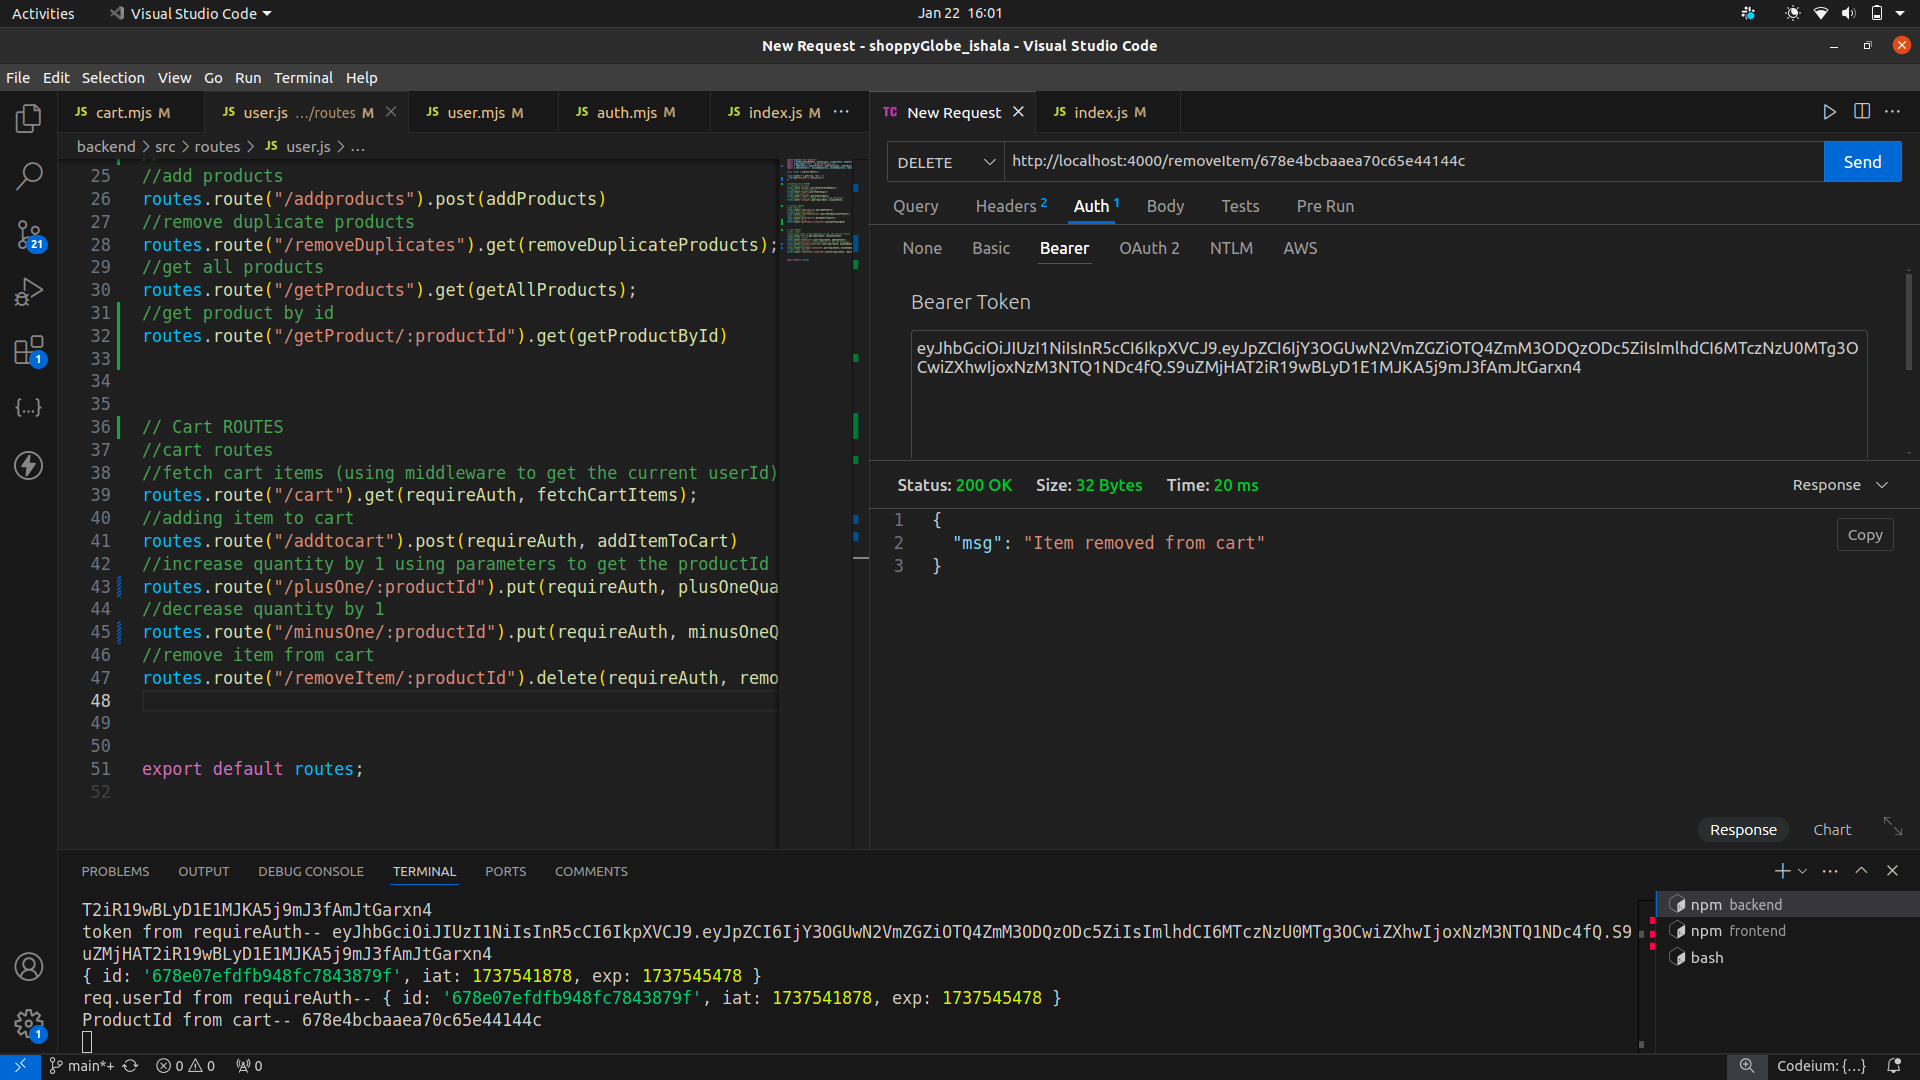 Activities
Visual Studio Code
Jan 22 16:01
New Request - shoppyGlobe_ishala - Visual Studio Code
File Edit Selection View Go Run Terminal Help
JS cart.mjs M
JS user.js .../routes M
JS user.mjs M
JS auth.mjs M
JS index.js M ...
TC New Request
JS index.js M
backend > src > routes > JS user.js > ...
25 //add products
26 routes.route("/addproducts").post(addProducts)
27 //remove duplicate products
28 routes.route("/removeDuplicates").get(removeDuplicateProducts);
29 //get all products
30 routes.route("/getProducts").get(getAllProducts);
31 //get product by id
32 routes.route("/getProduct/:productId").get(getProductById)
33
34
35
36 // Cart ROUTES
37 //cart routes
38 //fetch cart items (using middleware to get the current userId)
39 routes.route("/cart").get(requireAuth, fetchCartItems);
40 //adding item to cart
41 routes.route("/addtocart").post(requireAuth, addItemToCart)
42 //increase quantity by 1 using parameters to get the productId
43 routes.route("/plusOne/:productId").put(requireAuth, plusOneQua
44 //decrease quantity by 1
45 routes.route("/minusOne/:productId").put(requireAuth, minusOneQ
46 //remove item from cart
47 routes.route("/removeItem/:productId").delete(requireAuth, remo
48
49
50
51 export default routes;
52
21
1
1
DELETE
http://localhost:4000/removeItem/678e4bcbaaea70c65e44144c
Send
Query Headers 2 Auth 1 Body Tests Pre Run
None Basic Bearer OAuth 2 NTLM AWS
Bearer Token
eyJhbGciOiJIUzI1NiIsInR5cCI6IkpXVCJ9.eyJpZCI6IjY3OGUwN2VmZGZiOTQ4ZmM3ODQzODc5ZiIsImlhdCI6MTczNzU0MTg3O
CwiZXhwIjoxNzM3NTQ1NDc4fQ.S9uZMjHAT2iR19wBLyD1E1MJKA5j9mJ3fAmJtGarxn4
Status: 200 OK Size: 32 Bytes Time: 20 ms
Response
1 {
2 "msg": "Item removed from cart"
3 }
Copy
Response Chart
PROBLEMS OUTPUT DEBUG CONSOLE TERMINAL PORTS COMMENTS
T2iR19wBLyD1E1MJKA5j9mJ3fAmJtGarxn4
token from requireAuth-- eyJhbGciOiJIUzI1NiIsInR5cCI6IkpXVCJ9.eyJpZCI6IjY3OGUwN2VmZGZiOTQ4ZmM3ODQzODc5ZiIsImlhdCI6MTczNzU0MTg3OCwiZXhwIjoxNzM3NTQ1NDc4fQ.S9
uZMjHAT2iR19wBLyD1E1MJKA5j9mJ3fAmJtGarxn4
{ id: '678e07efdfb948fc7843879f', iat: 1737541878, exp: 1737545478 }
req.userId from requireAuth-- { id: '678e07efdfb948fc7843879f', iat: 1737541878, exp: 1737545478 }
ProductId from cart-- 678e4bcbaaea70c65e44144c
npm backend
npm frontend
bash
main*+ 0 0 0
Codeium: {...}